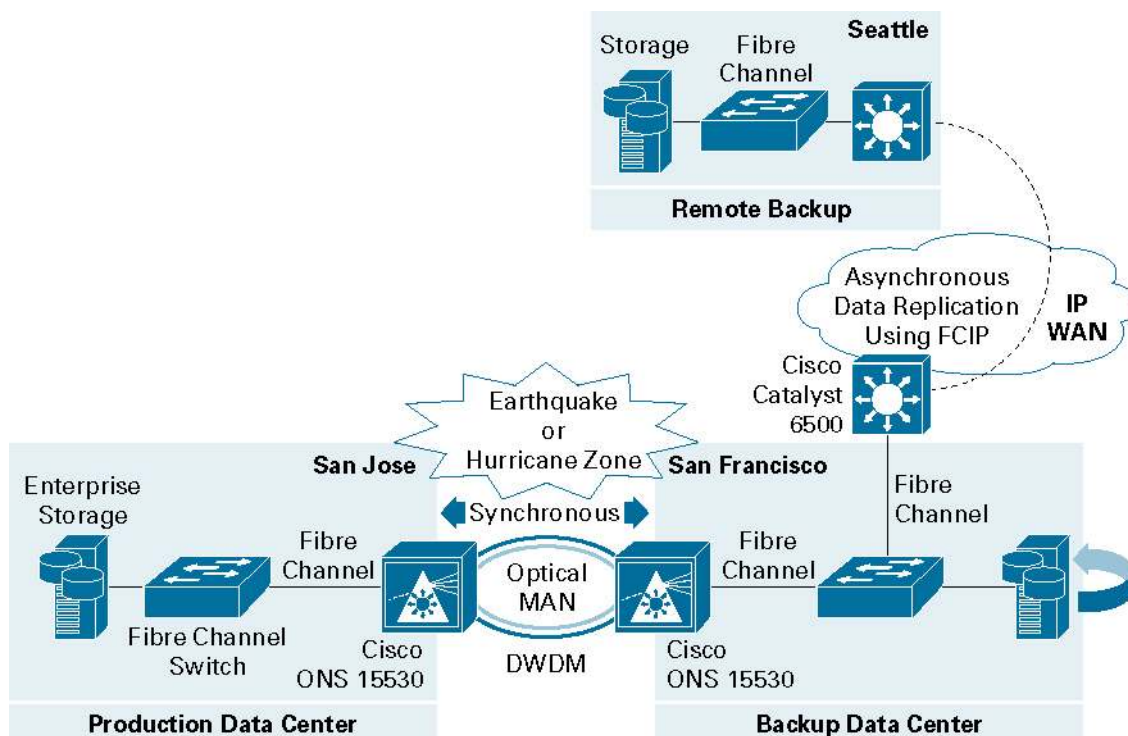 Seattle
Storage
Fibre
Channel
Remote Backup
Asynchronous
Data Replication
Using FCIP
IP
WAN
Cisco
Catalyst
6500
Earthquake
or
Hurricane Zone
San Jose
San Francisco
Enterprise
Storage
Synchronous
Fibre
Channel
Fibre
Channel
Fibre
Channel
Optical
MAN
Fibre Channel
Switch
Cisco
ONS 15530
DWDM
Cisco
ONS 15530
Production Data Center
Backup Data Center